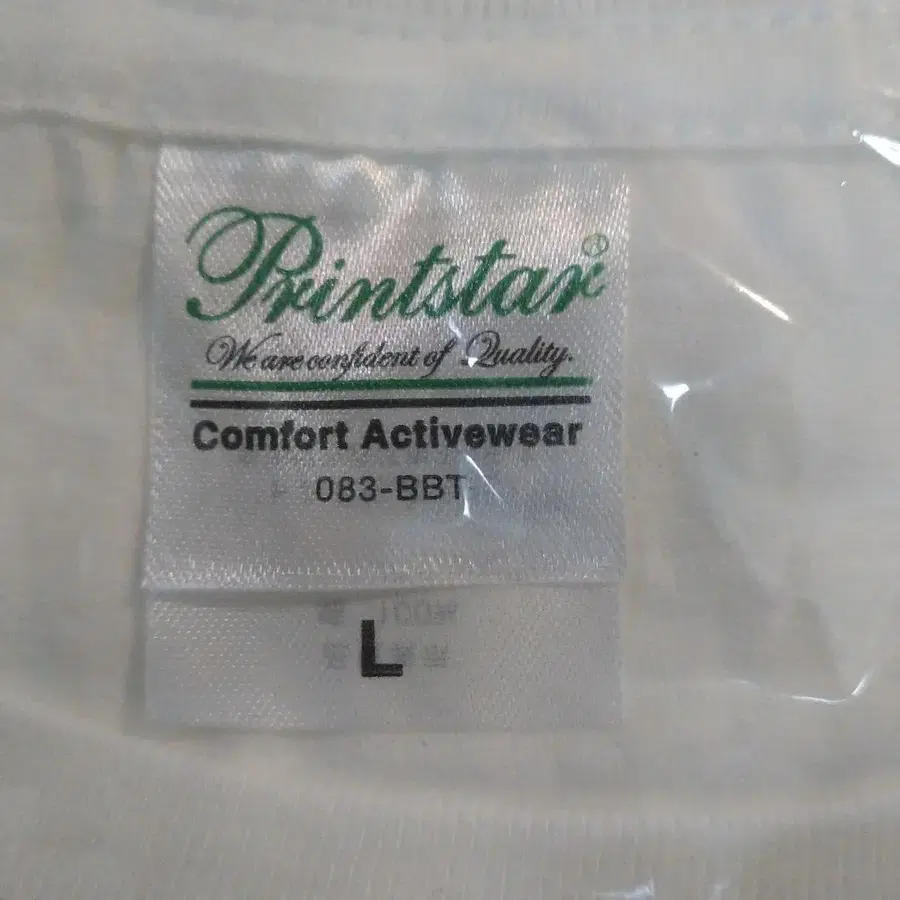 Printstar®
We are confident of Quality.
Comfort Activewear
083-BBT
L